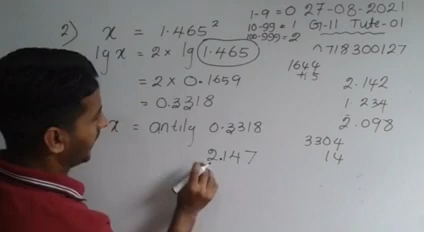 2) x = 1.465²
lg x = 2 × lg 1.465
= 2 × 0.1659
= 0.3318
x = antilg 0.3318
2.147
1-9 = 0
10-99 = 1
100-999 = 2
27-08-2021
G-11 Tute-01
0718300127
1644
+15
2.142
1.234
2.098
3304
14